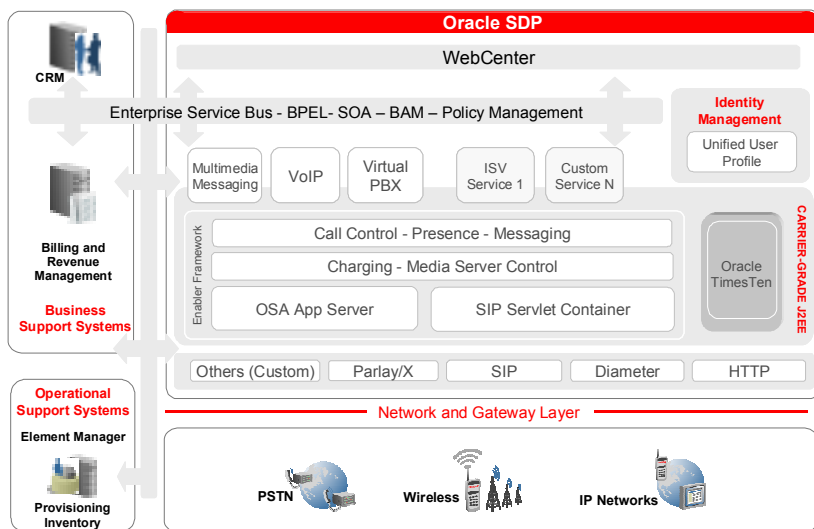 Oracle SDP
WebCenter
CRM
Enterprise Service Bus - BPEL- SOA – BAM – Policy Management
Identity
Management
Unified User
Profile
Multimedia
Messaging
VoIP
Virtual
PBX
ISV
Service 1
Custom
Service N
Billing and
Revenue
Management
Business
Support Systems
Enabler Framework
Call Control - Presence - Messaging
Charging - Media Server Control
OSA App Server
SIP Servlet Container
Oracle
TimesTen
CARRIER-GRADE J2EE
Others (Custom)
Parlay/X
SIP
Diameter
HTTP
Operational
Support Systems
Element Manager
Provisioning
Inventory
Network and Gateway Layer
PSTN
Wireless
IP Networks